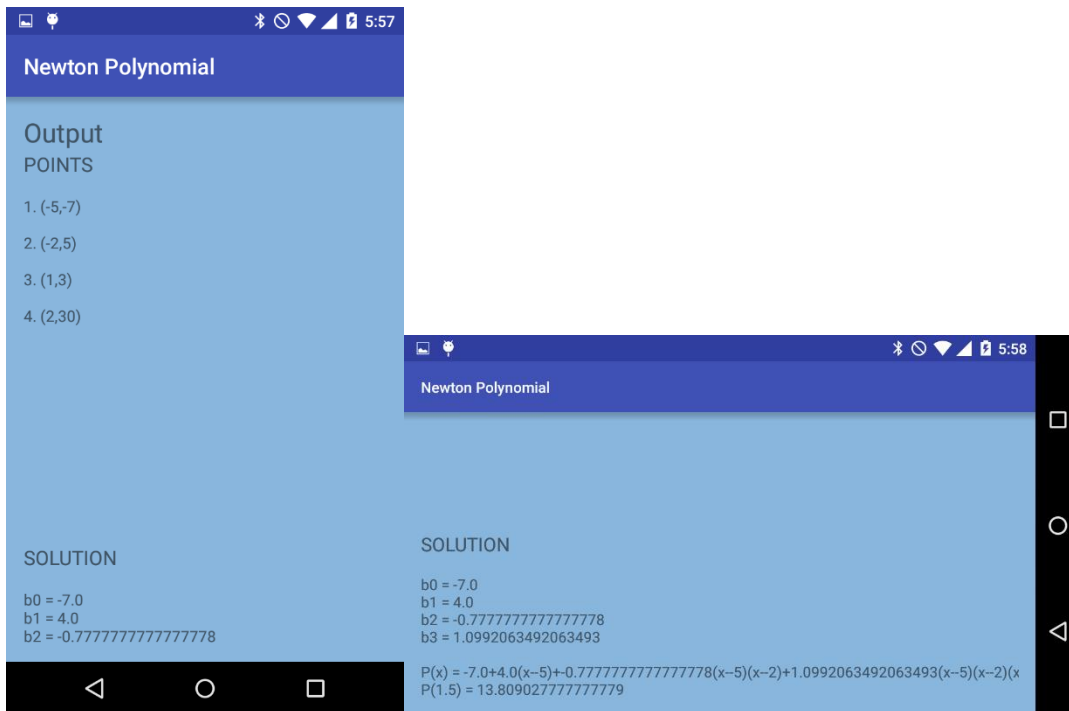 5:57
Newton Polynomial
Output
POINTS
1. (-5,-7)
2. (-2,5)
3. (1,3)
4. (2,30)
SOLUTION
b0 = -7.0
b1 = 4.0
b2 = -0.7777777777777778
5:58
Newton Polynomial
SOLUTION
b0 = -7.0
b1 = 4.0
b2 = -0.7777777777777778
b3 = 1.0992063492063493
P(x) = -7.0+4.0(x--5)+-0.7777777777777778(x--5)(x--2)+1.0992063492063493(x--5)(x--2)(x
P(1.5) = 13.809027777777779